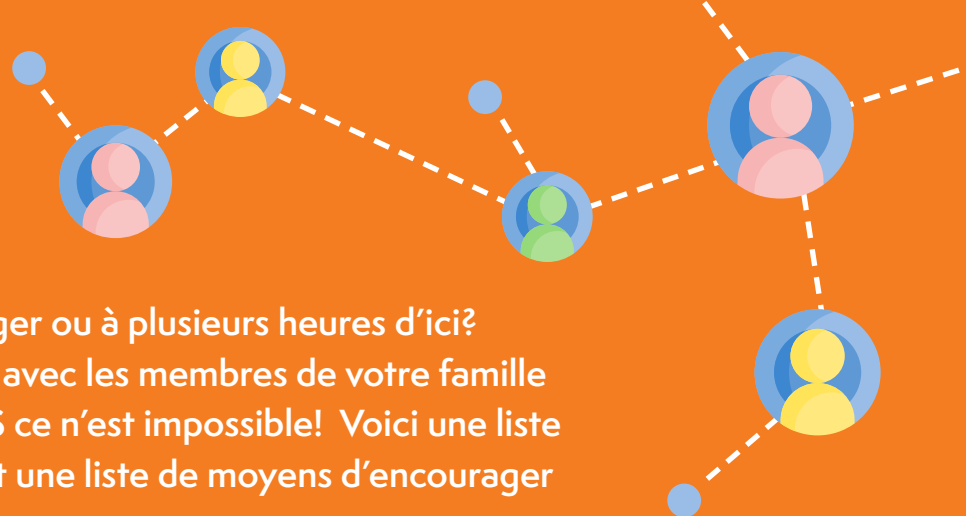 ger ou à plusieurs heures d'ici?
avec les membres de votre famille
S ce n'est impossible!  Voici une liste
t une liste de moyens d'encourager